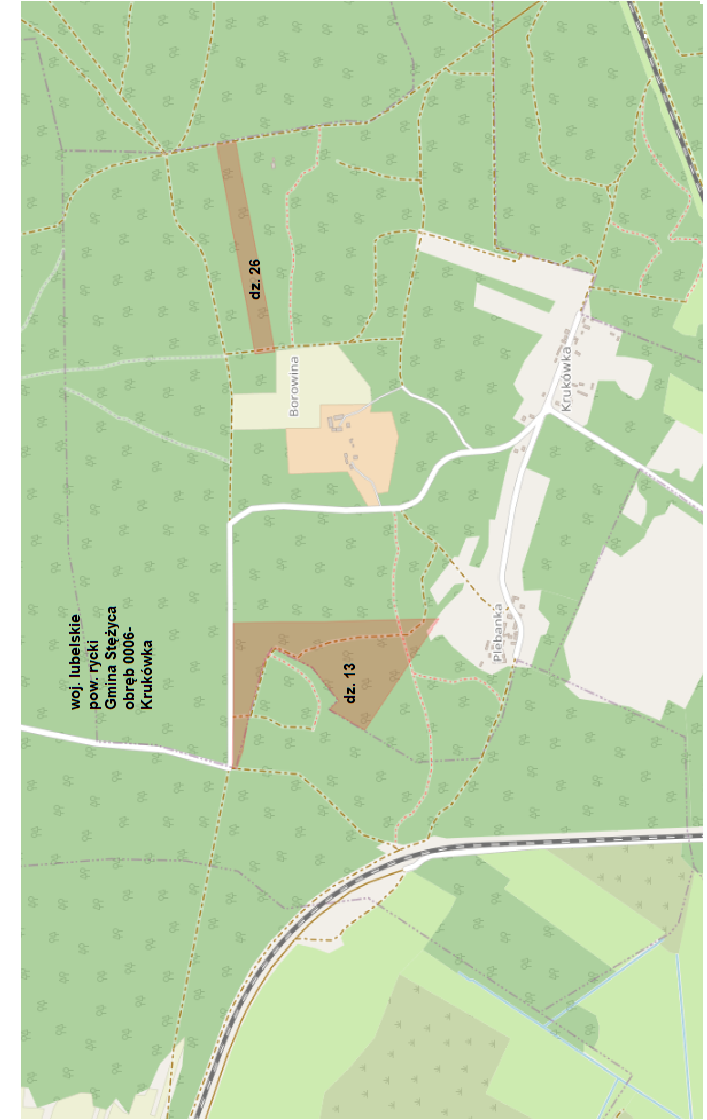 woj. lubelskie
pow. rycki
Gmina Stężyca
obręb 0006-
Krukówka
dz. 13
dz. 26
Borowina
Plebanka
Krukówka